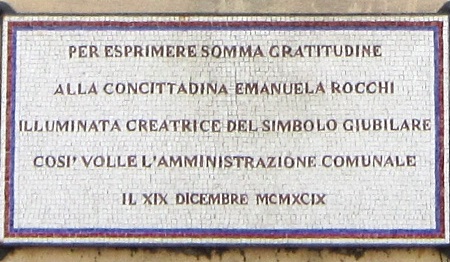 PER ESPRIMERE SOMMA GRATITUDINE
ALLA CONCITTADINA EMANUELA ROCCHI
ILLUMINATA CREATRICE DEL SIMBOLO GIUBILARE
COSI' VOLLE L'AMMINISTRAZIONE COMUNALE
IL XIX DICEMBRE MCMXCIX